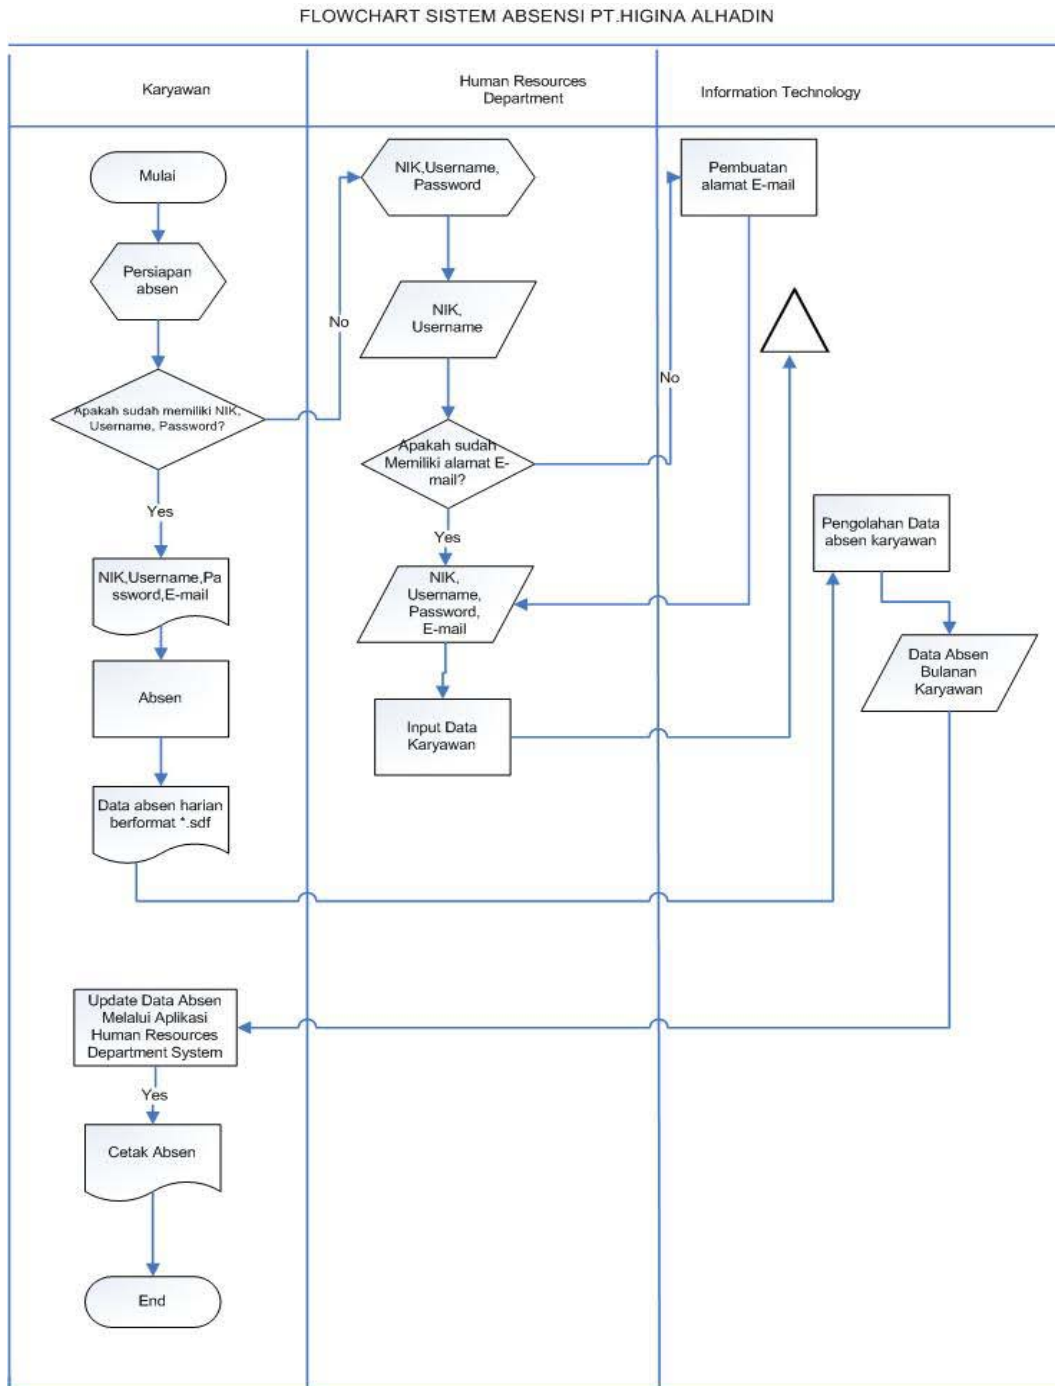 FLOWCHART SISTEM ABSENSI PT.HIGINA ALHADIN
Karyawan
Human Resources
Department
Information Technology
Mulai
Persiapan
absen
Apakah sudah memiliki NIK,
Username, Password?
Yes
NIK,Username,Pa
ssword,E-mail
Absen
Data absen harian
berformat *.sdf
Update Data Absen
Melalui Aplikasi
Human Resources
Department System
Yes
Cetak Absen
End
No
NIK,Username,
Password
NIK,
Username
Apakah sudah
Memiliki alamat E-
mail?
Yes
NIK,
Username,
Password,
E-mail
Input Data
Karyawan
No
Pembuatan
alamat E-mail
Pengolahan Data
absen karyawan
Data Absen
Bulanan
Karyawan